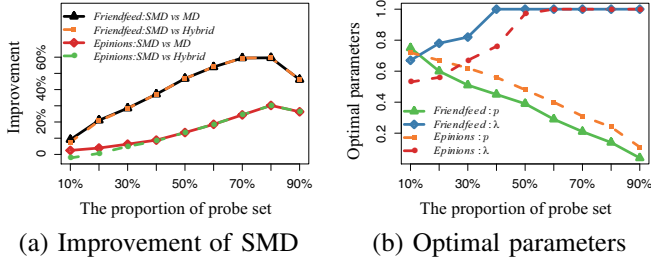 Improvement
60%
40%
20%
0
Friendfeed:SMD vs MD
Friendfeed:SMD vs Hybrid
Epinions:SMD vs MD
Epinions:SMD vs Hybrid
10% 30% 50% 70% 90%
The proportion of probe set
(a) Improvement of SMD
Optimal parameters
1.0
0.8
0.6
0.4
0.2
Friendfeed : p
Friendfeed : λ
Epinions : p
Epinions : λ
10% 30% 50% 70% 90%
The proportion of probe set
(b) Optimal parameters